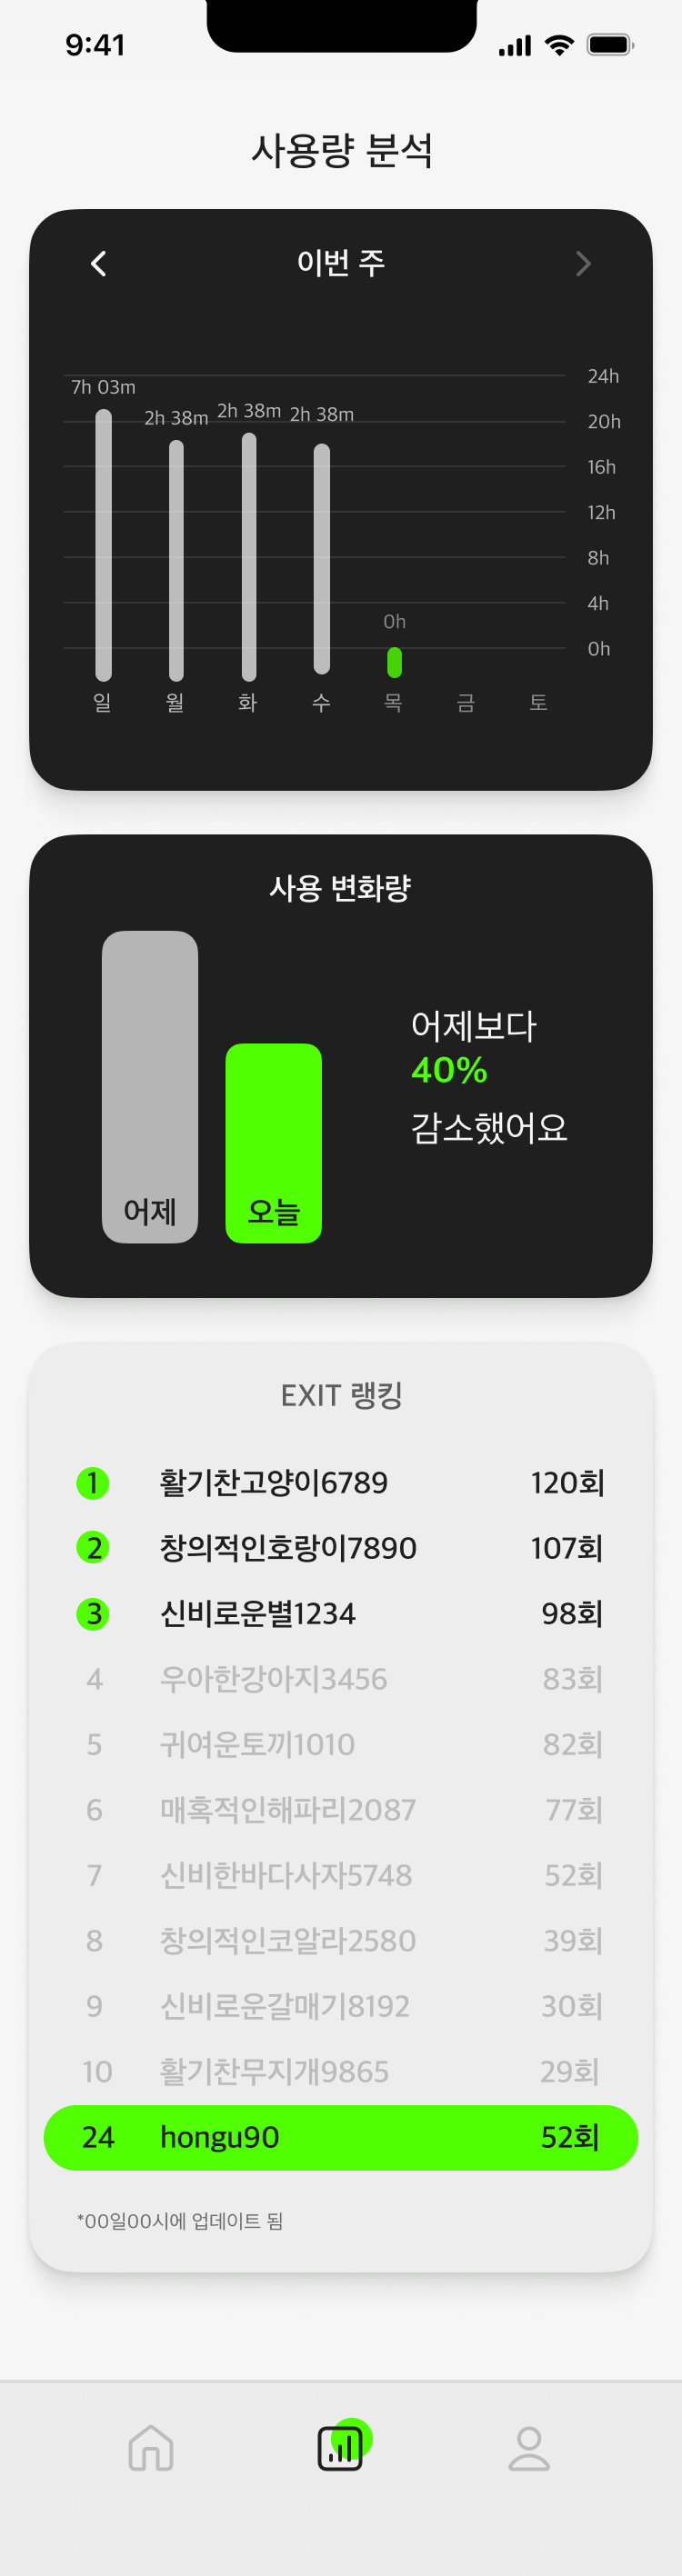 9:41
사용량 분석
이번 주
24h
7h 03m
2h 38m
2h 38m
2h 38m
20h
16h
12h
8h
4h
0h
0h
일 월 화 수 목 금 토
사용 변화량
어제보다
40%
감소했어요
어제
오늘
EXIT 랭킹
1 활기찬고양이6789 120회
2 창의적인호랑이7890 107회
3 신비로운별1234 98회
4 우아한강아지3456 83회
5 귀여운토끼1010 82회
6 매혹적인해파리2087 77회
7 신비한바다사자5748 52회
8 창의적인코알라2580 39회
9 신비로운갈매기8192 30회
10 활기찬무지개9865 29회
24 hongu90 52회
*00일00시에 업데이트 됨